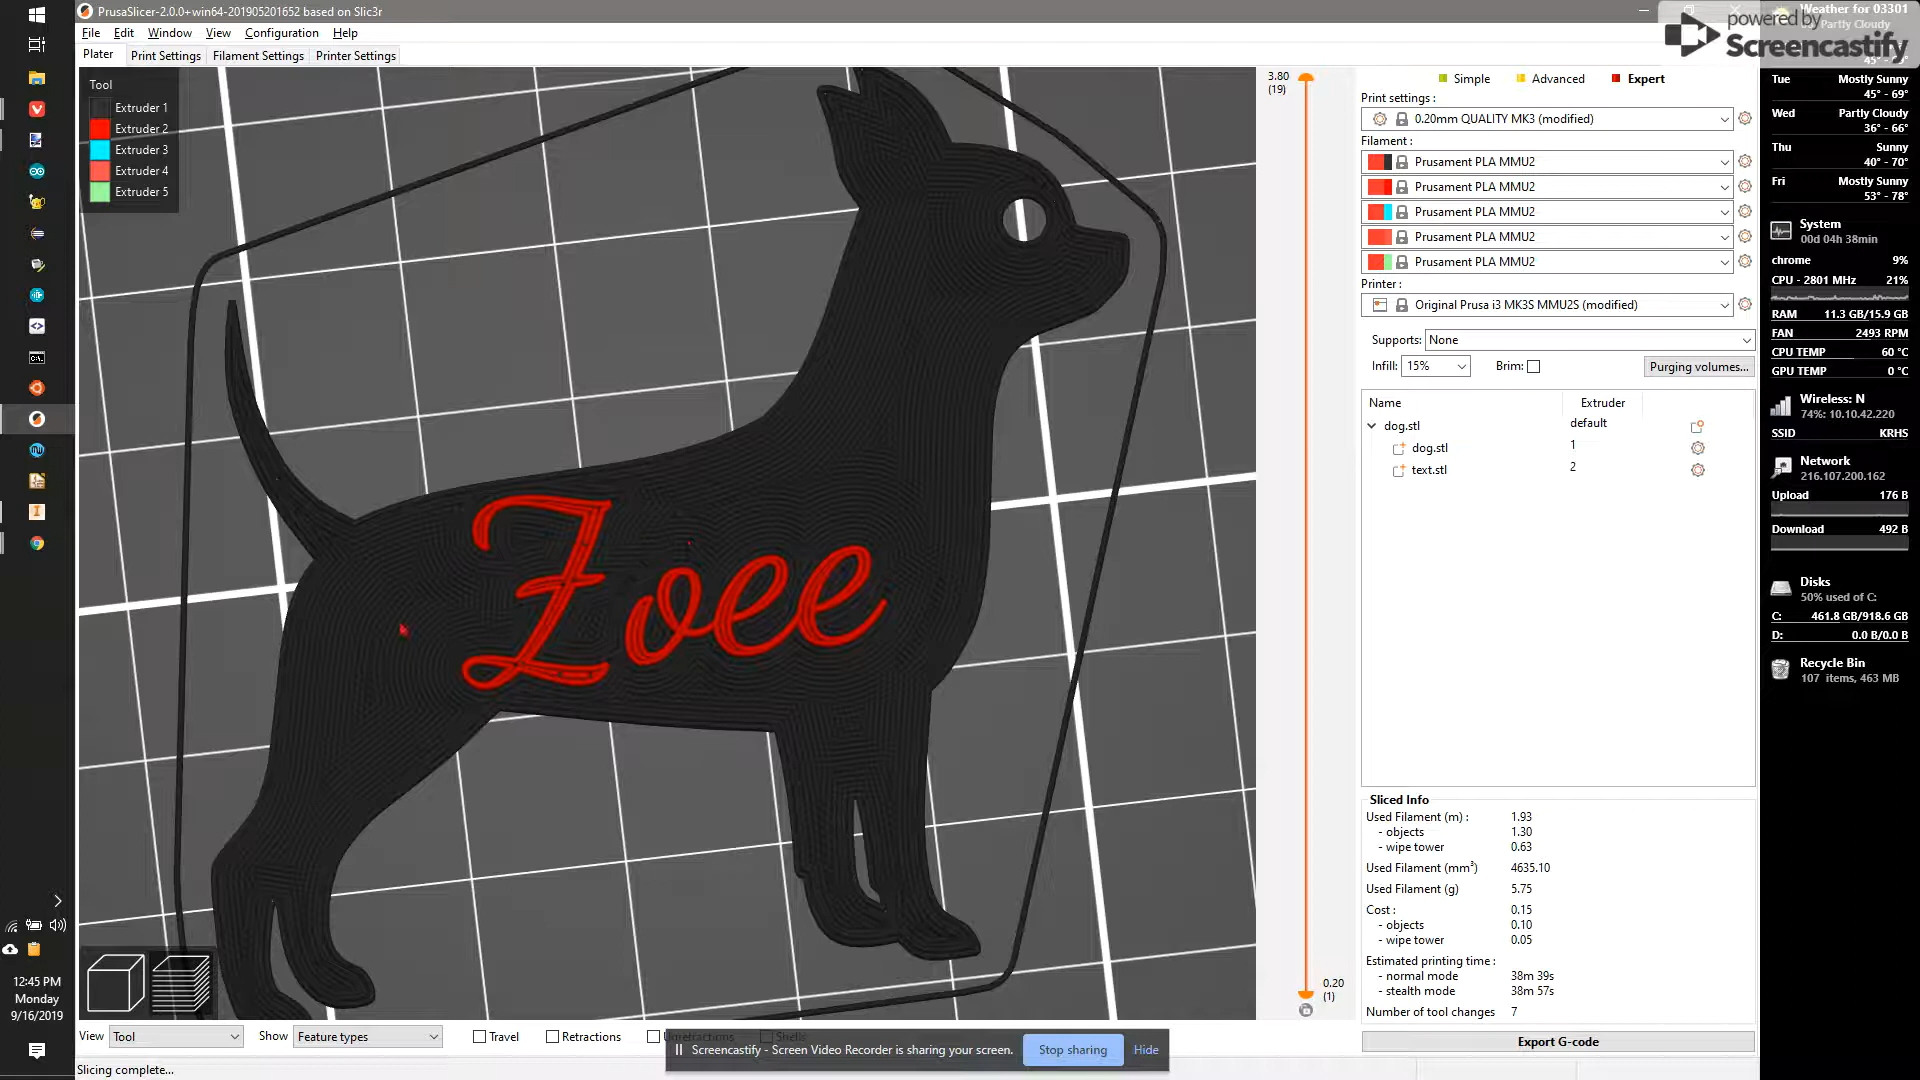 PrusaSlicer-2.0.0+win64-201905201652 based on Slic3r
File Edit Window View Configuration Help
Plater Print Settings Filament Settings Printer Settings
Tool
Extruder 1
Extruder 2
Extruder 3
Extruder 4
Extruder 5
Zoee
3.80
(19)
0.20
(1)
Simple Advanced Expert
Print settings :
0.20mm QUALITY MK3 (modified)
Filament :
Prusament PLA MMU2
Prusament PLA MMU2
Prusament PLA MMU2
Prusament PLA MMU2
Prusament PLA MMU2
Printer :
Original Prusa i3 MK3S MMU2S (modified)
Supports: None
Infill: 15% Brim: Purging volumes...
Name Extruder
dog.stl default
dog.stl 1
text.stl 2
Sliced Info
Used Filament (m) : 1.93
- objects 1.30
- wipe tower 0.63
Used Filament (mm³) 4635.10
Used Filament (g) 5.75
Cost : 0.15
- objects 0.10
- wipe tower 0.05
Estimated printing time :
- normal mode 38m 39s
- stealth mode 38m 57s
Number of tool changes 7
Export G-code
View Tool Show Feature types Travel Retractions Unretractions Shells
Screencastify - Screen Video Recorder is sharing your screen. Stop sharing Hide
Slicing complete...
12:45 PM
Monday
9/16/2019
powered by
Screencastify
Weather for 03301
Partly Cloudy
45° - 69°
Tue Mostly Sunny
45° - 69°
Wed Partly Cloudy
36° - 66°
Thu Sunny
40° - 70°
Fri Mostly Sunny
53° - 78°
System
00d 04h 38min
chrome 9%
CPU - 2801 MHz 21%
RAM 11.3 GB/15.9 GB
FAN 2493 RPM
CPU TEMP 60 °C
GPU TEMP 0 °C
Wireless: N
74%: 10.10.42.220
SSID KRHS
Network
216.107.200.162
Upload 176 B
Download 492 B
Disks
50% used of C:
C: 461.8 GB/918.6 GB
D: 0.0 B/0.0 B
Recycle Bin
107 items, 463 MB